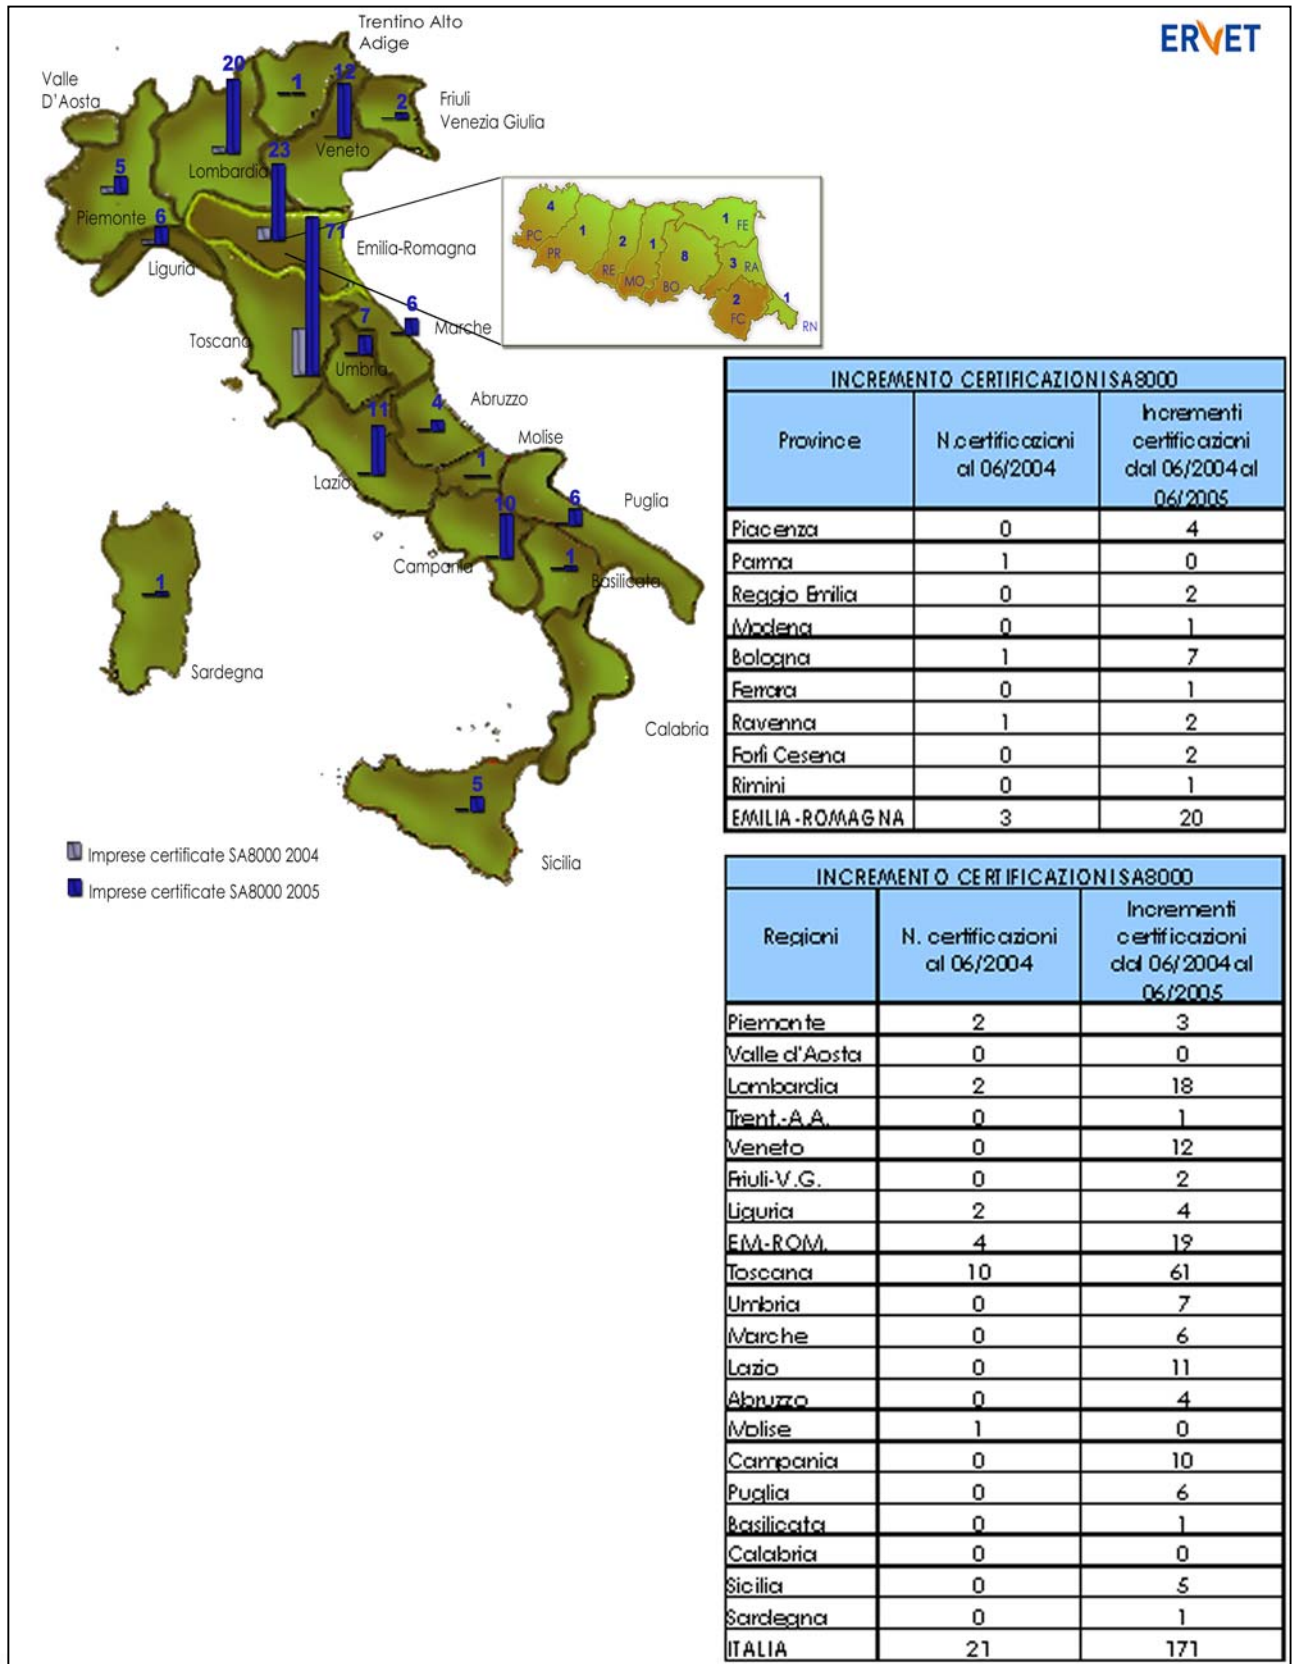 ERVET
Trentino Alto
Adige
Valle
D'Aosta
Friuli
Venezia Giulia
20
1
12
2
Veneto
Lombardia
23
5
Piemonte
6
Liguria
71
Emilia-Romagna
4
1
2
1
8
1
FE
3
RA
2
1
PC
PR
RE
MO
BO
FC
RN
Toscana
7
6
Marche
Umbria
11
4
Abruzzo
Molise
Lazio
1
10
6
Puglia
Campania
1
Basilicata
1
Sardegna
Calabria
5
Sicilia
Imprese certificate SA8000 2004
Imprese certificate SA8000 2005
INCREMENTO CERTIFICAZIONI SA8000
Province
N.certificazioni
al 06/2004
Incrementi
certificazioni
dal 06/2004 al
06/2005
Piacenza 0 4
Parma 1 0
Reggio Emilia 0 2
Modena 0 1
Bologna 1 7
Ferrara 0 1
Ravenna 1 2
Forlì Cesena 0 2
Rimini 0 1
EMILIA-ROMAGNA 3 20
INCREMENTO CERTIFICAZIONI SA8000
Regioni
N. certificazioni
al 06/2004
Incrementi
certificazioni
dal 06/2004 al
06/2005
Piemonte 2 3
Valle d'Aosta 0 0
Lombardia 2 18
Trent.-A.A. 0 1
Veneto 0 12
Friuli-V.G. 0 2
Liguria 2 4
EM.-ROM. 4 19
Toscana 10 61
Umbria 0 7
Marche 0 6
Lazio 0 11
Abruzzo 0 4
Molise 1 0
Campania 0 10
Puglia 0 6
Basilicata 0 1
Calabria 0 0
Sicilia 0 5
Sardegna 0 1
ITALIA 21 171